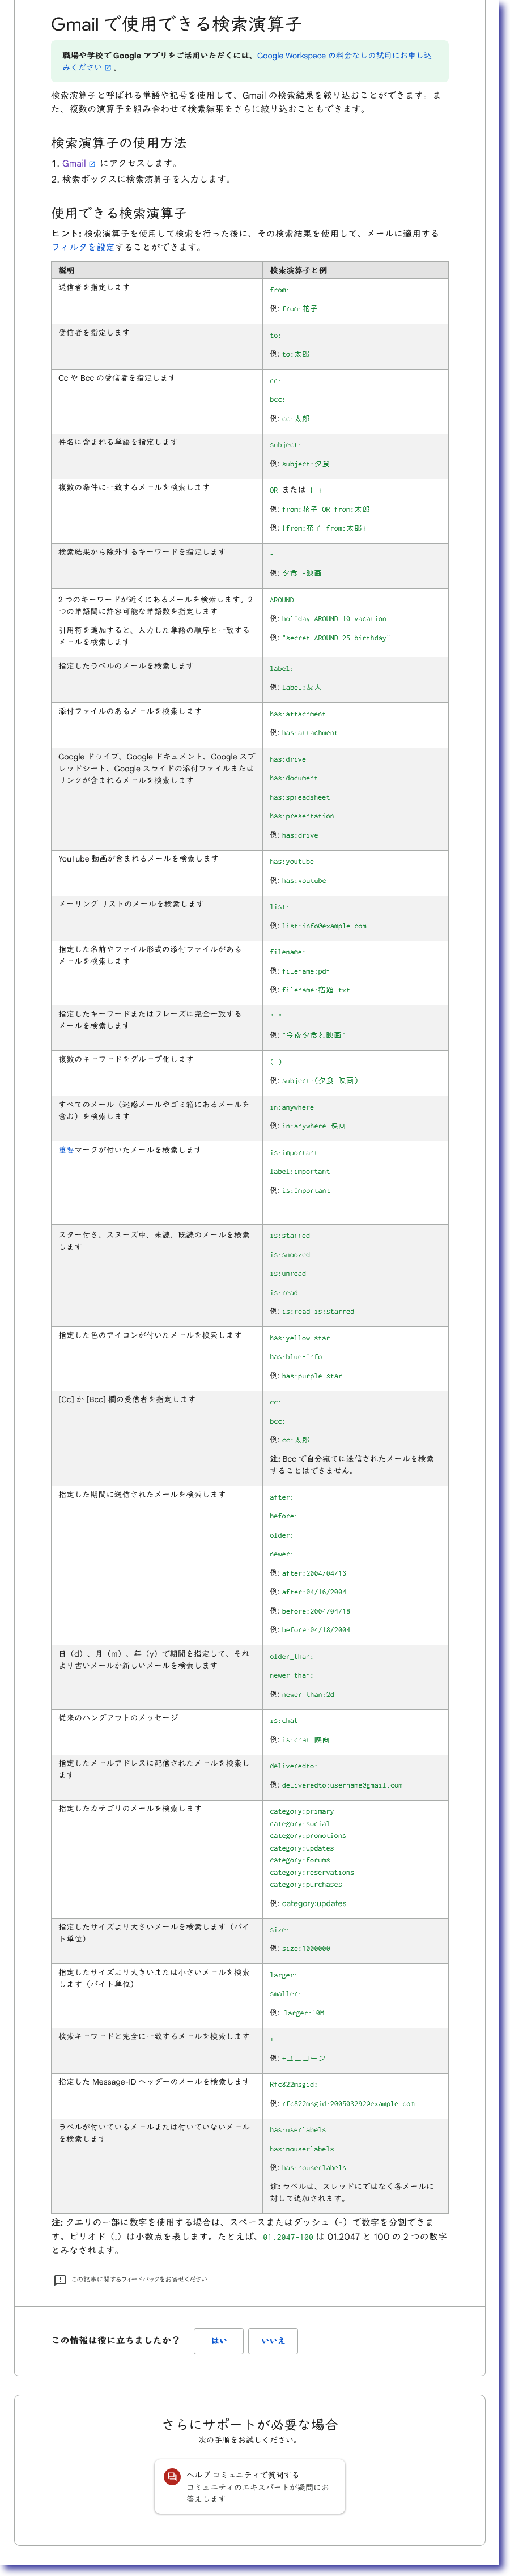 Gmail で使用できる検索演算子
職場や学校で Google アプリをご活用いただくには、Google Workspace の料金なしの試用にお申し込
みください 。
検索演算子と呼ばれる単語や記号を使用して、Gmail の検索結果を絞り込むことができます。ま
た、複数の演算子を組み合わせて検索結果をさらに絞り込むこともできます。
検索演算子の使用方法
1. Gmail にアクセスします。
2. 検索ボックスに検索演算子を入力します。
使用できる検索演算子
ヒント: 検索演算子を使用して検索を行った後に、その検索結果を使用して、メールに適用する
フィルタを設定することができます。
説明
検索演算子と例
送信者を指定します
from:
例: from:花子
受信者を指定します
to:
例: to:太郎
Cc や Bcc の受信者を指定します
cc:
bcc:
例: cc:太郎
件名に含まれる単語を指定します
subject:
例: subject:夕食
複数の条件に一致するメールを検索します
OR または { }
例: from:花子 OR from:太郎
例: {from:花子 from:太郎}
検索結果から除外するキーワードを指定します
-
例: 夕食 -映画
2 つのキーワードが近くにあるメールを検索します。2
つの単語間に許容可能な単語数を指定します
引用符を追加すると、入力した単語の順序と一致する
メールを検索します
AROUND
例: holiday AROUND 10 vacation
例: "secret AROUND 25 birthday"
指定したラベルのメールを検索します
label:
例: label:友人
添付ファイルのあるメールを検索します
has:attachment
例: has:attachment
Google ドライブ、Google ドキュメント、Google スプ
レッドシート、Google スライドの添付ファイルまたは
リンクが含まれるメールを検索します
has:drive
has:document
has:spreadsheet
has:presentation
例: has:drive
YouTube 動画が含まれるメールを検索します
has:youtube
例: has:youtube
メーリング リストのメールを検索します
list:
例: list:info@example.com
指定した名前やファイル形式の添付ファイルがある
メールを検索します
filename:
例: filename:pdf
例: filename:宿題.txt
指定したキーワードまたはフレーズに完全一致する
メールを検索します
" "
例: "今夜夕食と映画"
複数のキーワードをグループ化します
( )
例: subject:(夕食 映画)
すべてのメール（迷惑メールやゴミ箱にあるメールを
含む）を検索します
in:anywhere
例: in:anywhere 映画
重要マークが付いたメールを検索します
is:important
label:important
例: is:important
スター付き、スヌーズ中、未読、既読のメールを検索
します
is:starred
is:snoozed
is:unread
is:read
例: is:read is:starred
指定した色のアイコンが付いたメールを検索します
has:yellow-star
has:blue-info
例: has:purple-star
[Cc] か [Bcc] 欄の受信者を指定します
cc:
bcc:
例: cc:太郎
注: Bcc で自分宛てに送信されたメールを検索
することはできません。
指定した期間に送信されたメールを検索します
after:
before:
older:
newer:
例: after:2004/04/16
例: after:04/16/2004
例: before:2004/04/18
例: before:04/18/2004
日（d）、月（m）、年（y）で期間を指定して、それ
より古いメールか新しいメールを検索します
older_than:
newer_than:
例: newer_than:2d
従来のハングアウトのメッセージ
is:chat
例: is:chat 映画
指定したメールアドレスに配信されたメールを検索し
ます
deliveredto:
例: deliveredto:username@gmail.com
指定したカテゴリのメールを検索します
category:primary
category:social
category:promotions
category:updates
category:forums
category:reservations
category:purchases
例: category:updates
指定したサイズより大きいメールを検索します（バイ
ト単位）
size:
例: size:1000000
指定したサイズより大きいまたは小さいメールを検索
します（バイト単位）
larger:
smaller:
例: larger:10M
検索キーワードと完全に一致するメールを検索します
+
例: +ユニコーン
指定した Message-ID ヘッダーのメールを検索します
Rfc822msgid:
例: rfc822msgid:200503292@example.com
ラベルが付いているメールまたは付いていないメール
を検索します
has:userlabels
has:nouserlabels
例: has:nouserlabels
注: ラベルは、スレッドにではなく各メールに
対して追加されます。
注: クエリの一部に数字を使用する場合は、スペースまたはダッシュ（-）で数字を分割できま
す。ピリオド（.）は小数点を表します。たとえば、01.2047-100 は 01.2047 と 100 の 2 つの数字
とみなされます。
この記事に関するフィードバックをお寄せください
この情報は役に立ちましたか？
はい
いいえ
さらにサポートが必要な場合
次の手順をお試しください。
ヘルプ コミュニティで質問する
コミュニティのエキスパートが疑問にお
答えします